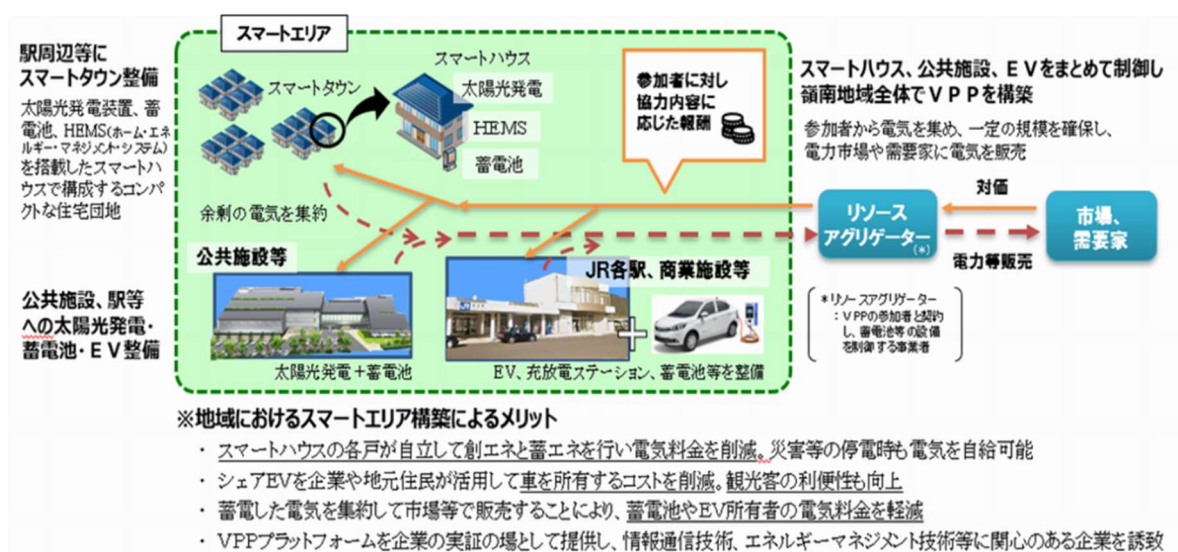 スマートエリア
駅周辺等に
スマートタウン整備
太陽光発電装置、蓄
電池、HEMS(ホーム・エネ
ルギー・マネジメント・システム)
を搭載したスマートハ
ウスで構成するコンパ
クトな住宅団地
スマートタウン
スマートハウス
太陽光発電
HEMS
蓄電池
参加者に対し
協力内容に
応じた報酬
スマートハウス、公共施設、EVをまとめて制御し
嶺南地域全体でVPPを構築
参加者から電気を集め、一定の規模を確保し、
電力市場や需要家に電気を販売
余剰の電気を集約
リソース
アグリゲーター
(*)
対価
電力等販売
市場、
需要家
*リソースアグリゲーター
:VPPの参加者と契約
し、蓄電池等の設備
を制御する事業者
公共施設、駅等
への太陽光発電・
蓄電池・EV整備
公共施設等
太陽光発電+蓄電池
JR各駅、商業施設等
EV、充放電ステーション、蓄電池等を整備
※地域におけるスマートエリア構築によるメリット
・ スマートハウスの各戸が自立して創エネと蓄エネを行い電気料金を削減。災害等の停電時も電気を自給可能
・ シェアEVを企業や地元住民が活用して車を所有するコストを削減。観光客の利便性も向上
・ 蓄電した電気を集約して市場等で販売することにより、蓄電池やEV所有者の電気料金を軽減
・ VPPプラットフォームを企業の実証の場として提供し、情報通信技術、エネルギーマネジメント技術等に関心のある企業を誘致